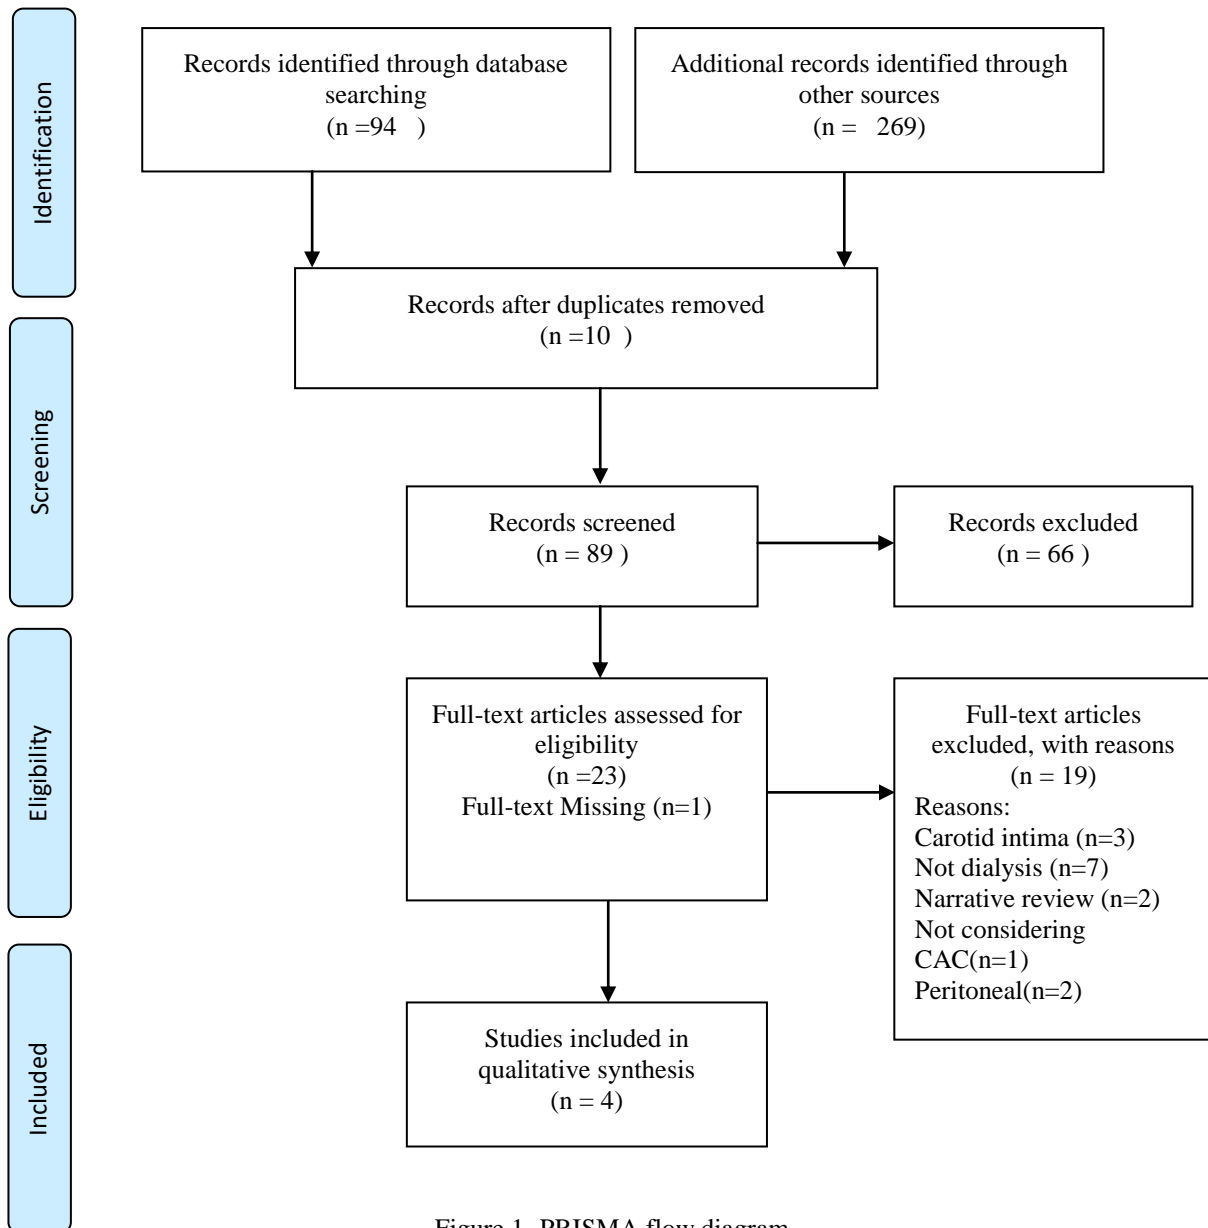 Identification
Records identified through database
searching
(n =94   )
Additional records identified through
other sources
(n =   269)
Records after duplicates removed
(n =10  )
Screening
Records screened
(n = 89 )
Records excluded
(n = 66 )
Eligibility
Full-text articles assessed for
eligibility
(n =23)
Full-text Missing (n=1)
Full-text articles
excluded, with reasons
(n = 19)
Reasons:
Carotid intima (n=3)
Not dialysis (n=7)
Narrative review (n=2)
Not considering
CAC(n=1)
Peritoneal(n=2)
Included
Studies included in
qualitative synthesis
(n = 4)
Figure 1. PRISMA flow diagram